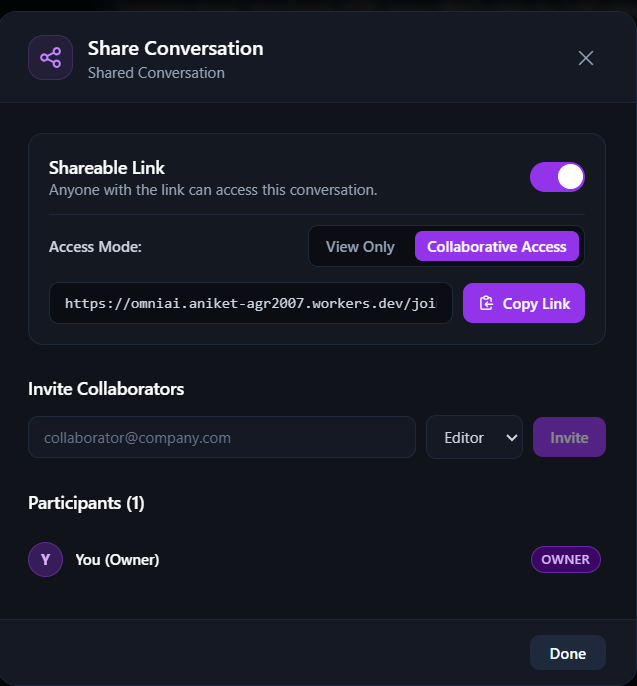 Share Conversation
Shared Conversation
Shareable Link
Anyone with the link can access this conversation.
Access Mode:
View Only
Collaborative Access
https://omniai.aniket-agr2007.workers.dev/joi
Copy Link
Invite Collaborators
collaborator@company.com
Editor
Invite
Participants (1)
Y
You (Owner)
OWNER
Done